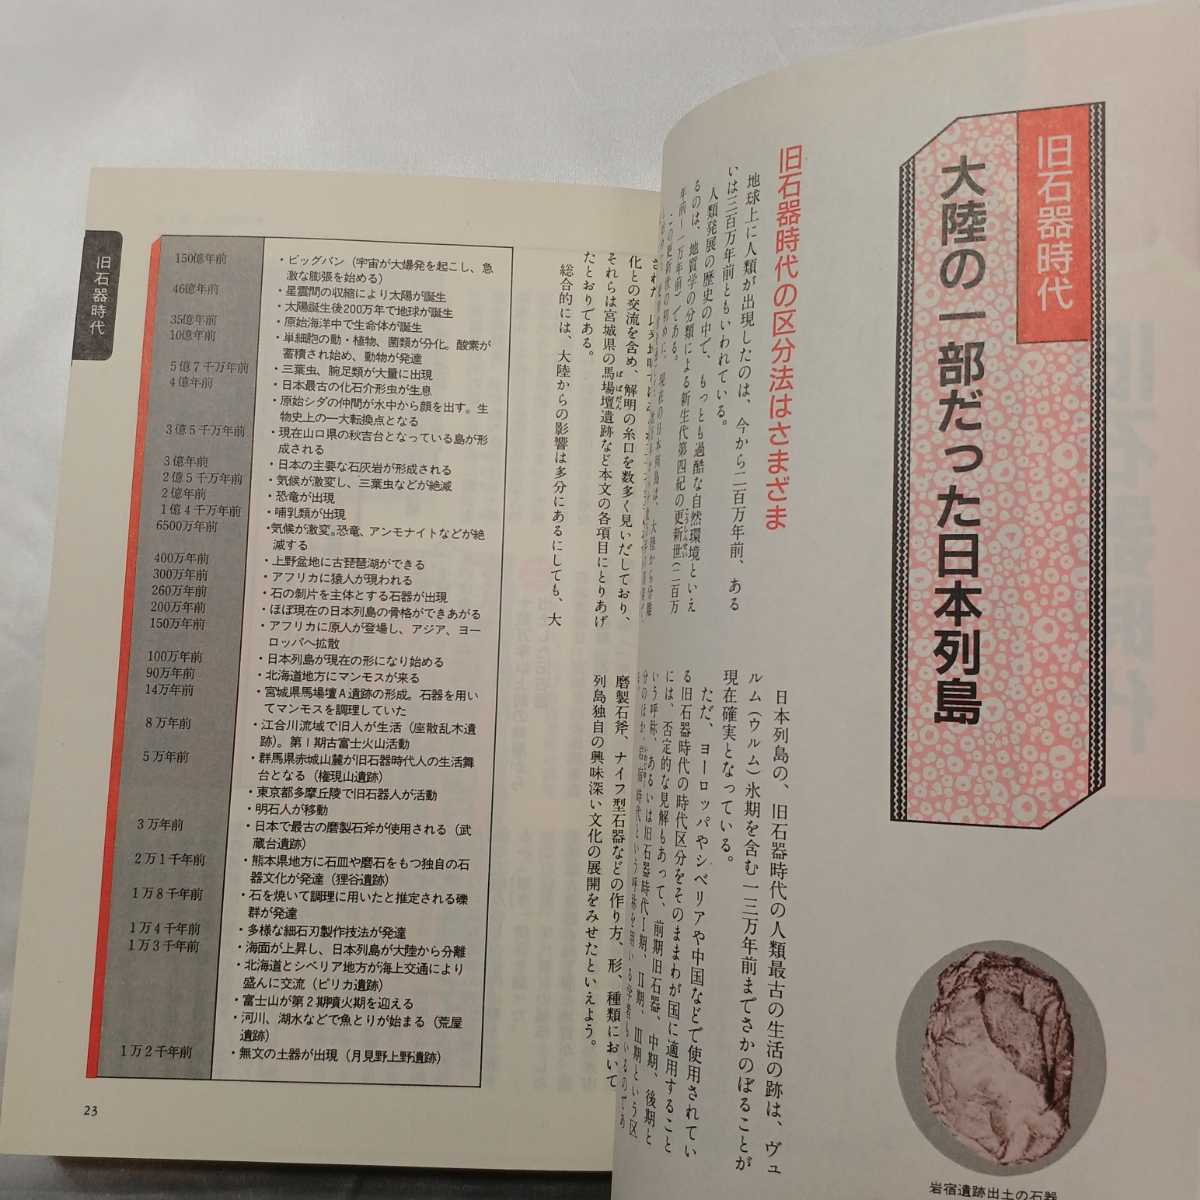 旧石器時代
大陸の一部だった日本列島
旧石器時代の区分法はさまざま
地球上に人類が出現したのは、今から二百万年前、ある
いは三百万年前ともいわれている。
人類発展の歴史の中で、もっとも過酷な自然環境といえ
るのは、地質学の分類による新生代第四紀の更新世(二百万
年前〜一万年前)である。
日本列島の、旧石器時代の人類最古の生活の跡は、ヴュ
ルム(ウルム)氷期を含む一三万年前までさかのぼることが
現在確実となっている。
ただ、ヨーロッパやシベリアや中国などで使用されてい
る旧石器時代の時代区分をそのままわが国に適用すること
には、否定的な見解もあって、前期旧石器、中期、後期と
いう呼称、あるいは旧石器時代Ⅰ期、Ⅱ期、Ⅲ期という区
岩宿遺跡出土の石器
化との交流を含め、解明の糸口を数多く見いだしており、
それらは宮城県の馬場壇遺跡など本文の各項目にとりあげ
ばばだん
たとおりである。
総合的には、大陸からの影響は多分にあるにしても、大
磨製石斧、ナイフ型石器などの作り方、形、種類において
列島独自の興味深い文化の展開をみせたといえよう。
旧石器時代
150億年前 ・ビッグバン(宇宙が大爆発を起こし、急
激な膨張を始める)
46億年前 ・星雲間の収縮により太陽が誕生
・太陽誕生後200万年で地球が誕生
35億年前 ・原始海洋中で生命体が誕生
10億年前 ・単細胞の動・植物、菌類が分化。酸素が
蓄積され始め、動物が発達
5億7千万年前 ・三葉虫、腕足類が大量に出現
4億年前 ・日本最古の化石介形虫が生息
・原始シダの仲間が水中から顔を出す。生
物史上の一大転換点となる
3億5千万年前 ・現在山口県の秋吉台となっている島が形
成される
3億年前 ・日本の主要な石灰岩が形成される
2億5千万年前 ・気候が激変し、三葉虫などが絶滅
2億年前 ・恐竜が出現
1億4千万年前 ・哺乳類が出現
6500万年前 ・気候が激変。恐竜、アンモナイトなどが絶
滅する
400万年前 ・上野盆地に古琵琶湖ができる
300万年前 ・アフリカに猿人が現われる
260万年前 ・石の剝片を主体とする石器が出現
200万年前 ・ほぼ現在の日本列島の骨格ができあがる
150万年前 ・アフリカに原人が登場し、アジア、ヨー
ロッパへ拡散
100万年前 ・日本列島が現在の形になり始める
90万年前 ・北海道地方にマンモスが来る
14万年前 ・宮城県馬場壇A遺跡の形成。石器を用い
てマンモスを調理していた
8万年前 ・江合川流域で旧人が生活(座散乱木遺
跡)。第Ⅰ期古富士火山活動
5万年前 ・群馬県赤城山麓が旧石器時代人の生活舞
台となる(権現山遺跡)
・東京都多摩丘陵で旧石器人が活動
・明石人が移動
3万年前 ・日本で最古の磨製石斧が使用される(武
蔵台遺跡)
2万1千年前 ・熊本県地方に石皿や磨石をもつ独自の石
器文化が発達(狸谷遺跡)
1万8千年前 ・石を焼いて調理に用いたと推定される礫
群が発達
1万4千年前 ・多様な細石刃製作技法が発達
1万3千年前 ・海面が上昇し、日本列島が大陸から分離
・北海道とシベリア地方が海上交通により
盛んに交流(ピリカ遺跡)
・富士山が第2期噴火期を迎える
・河川、湖水などで魚とりが始まる(荒屋
遺跡)
1万2千年前 ・無文の土器が出現(月見野上野遺跡)
23